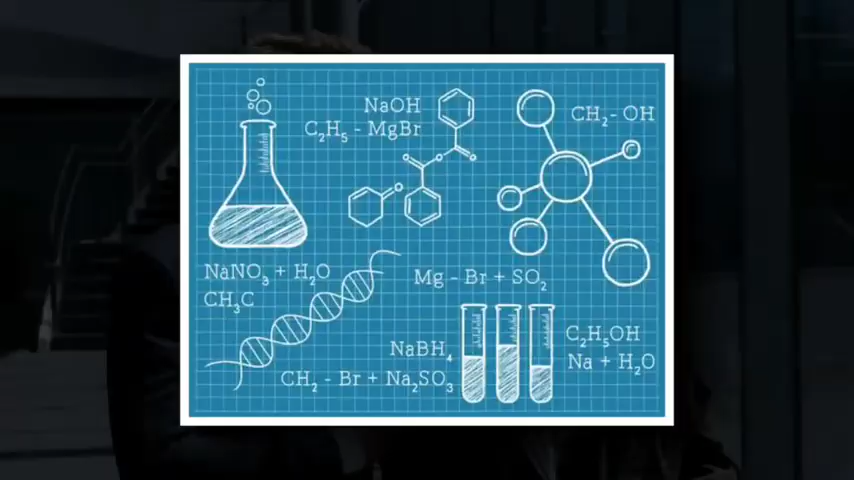 NaOH
C₂H₅ - MgBr
CH₂- OH
NaNO₃ + H₂O
CH₃C
Mg - Br + SO₂
NaBH₄
CH₂ - Br + Na₂SO₃
C₂H₅OH
Na + H₂O